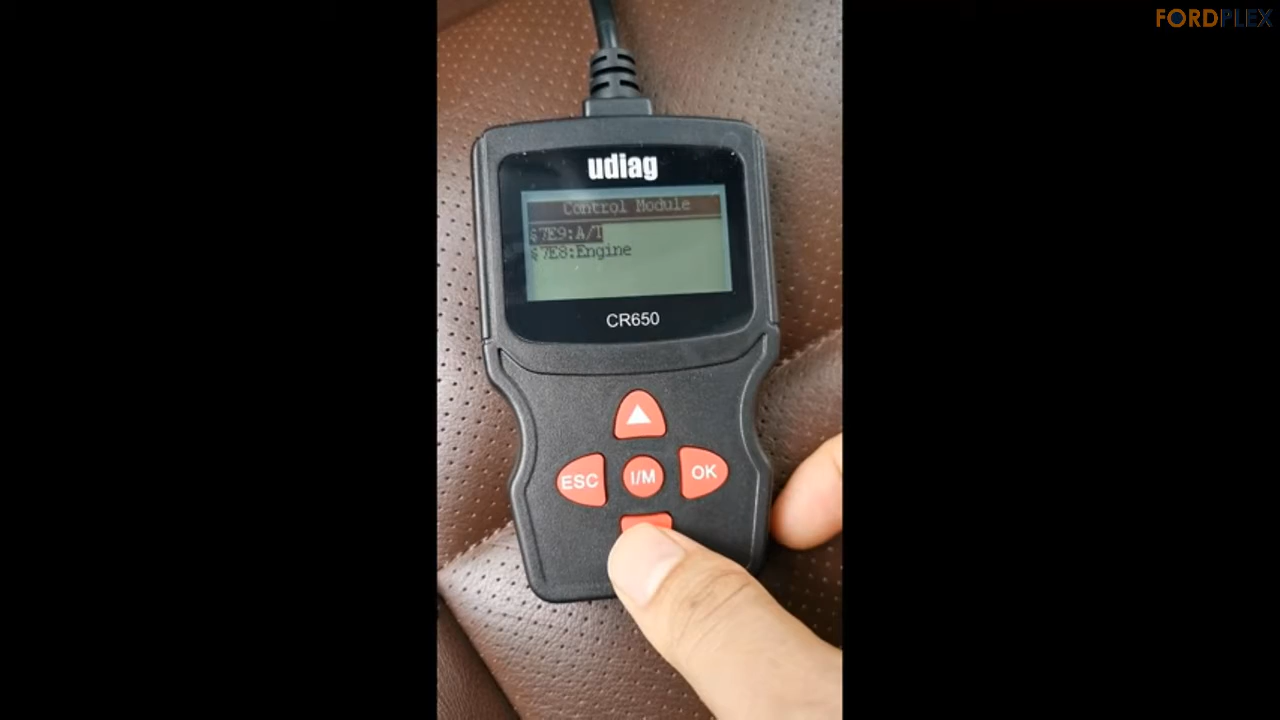 FORDPLEX
udiag
Control Module
$7E9:A/T
$7E8:Engine
CR650
ESC
I/M
OK